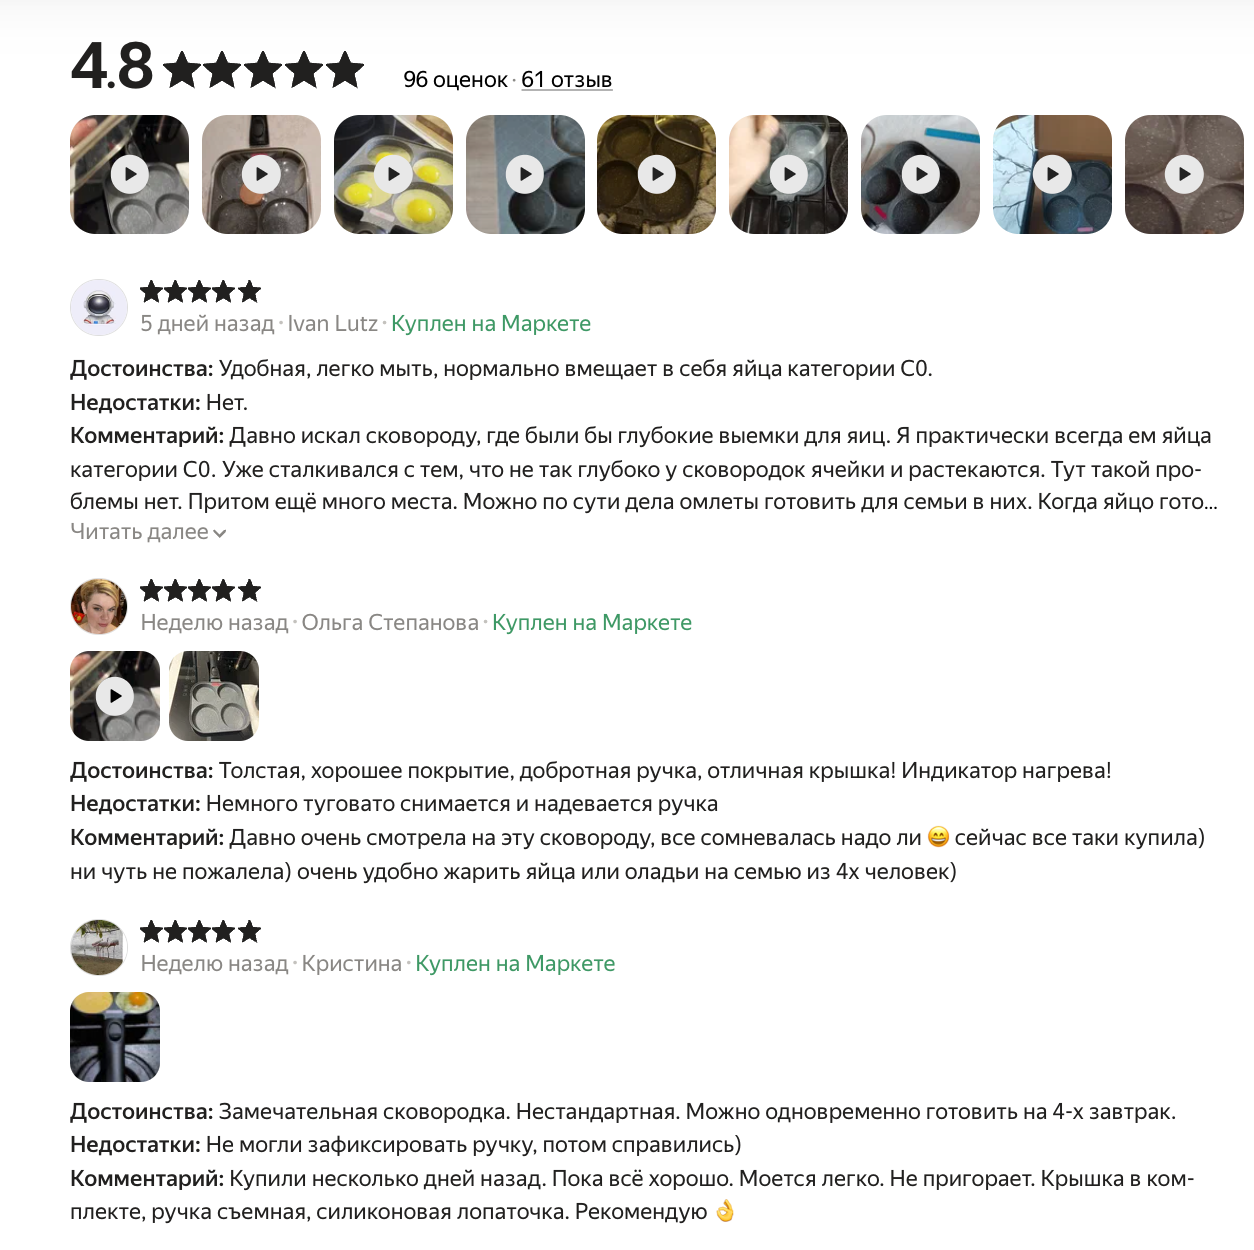 4.8 96 оценок · 61 отзыв
5 дней назад · Ivan Lutz · Куплен на Маркете
Достоинства: Удобная, легко мыть, нормально вмещает в себя яйца категории С0.
Недостатки: Нет.
Комментарий: Давно искал сковороду, где были бы глубокие выемки для яиц. Я практически всегда ем яйца
категории С0. Уже сталкивался с тем, что не так глубоко у сковородок ячейки и растекаются. Тут такой про-
блемы нет. Притом ещё много места. Можно по сути дела омлеты готовить для семьи в них. Когда яйцо гото...
Читать далее
Неделю назад · Ольга Степанова · Куплен на Маркете
Достоинства: Толстая, хорошее покрытие, добротная ручка, отличная крышка! Индикатор нагрева!
Недостатки: Немного туговато снимается и надевается ручка
Комментарий: Давно очень смотрела на эту сковороду, все сомневалась надо ли 😄 сейчас все таки купила)
ни чуть не пожалела) очень удобно жарить яйца или оладьи на семью из 4х человек)
Неделю назад · Кристина · Куплен на Маркете
Достоинства: Замечательная сковородка. Нестандартная. Можно одновременно готовить на 4-х завтрак.
Недостатки: Не могли зафиксировать ручку, потом справились)
Комментарий: Купили несколько дней назад. Пока всё хорошо. Моется легко. Не пригорает. Крышка в ком-
плекте, ручка съемная, силиконовая лопаточка. Рекомендую 👌